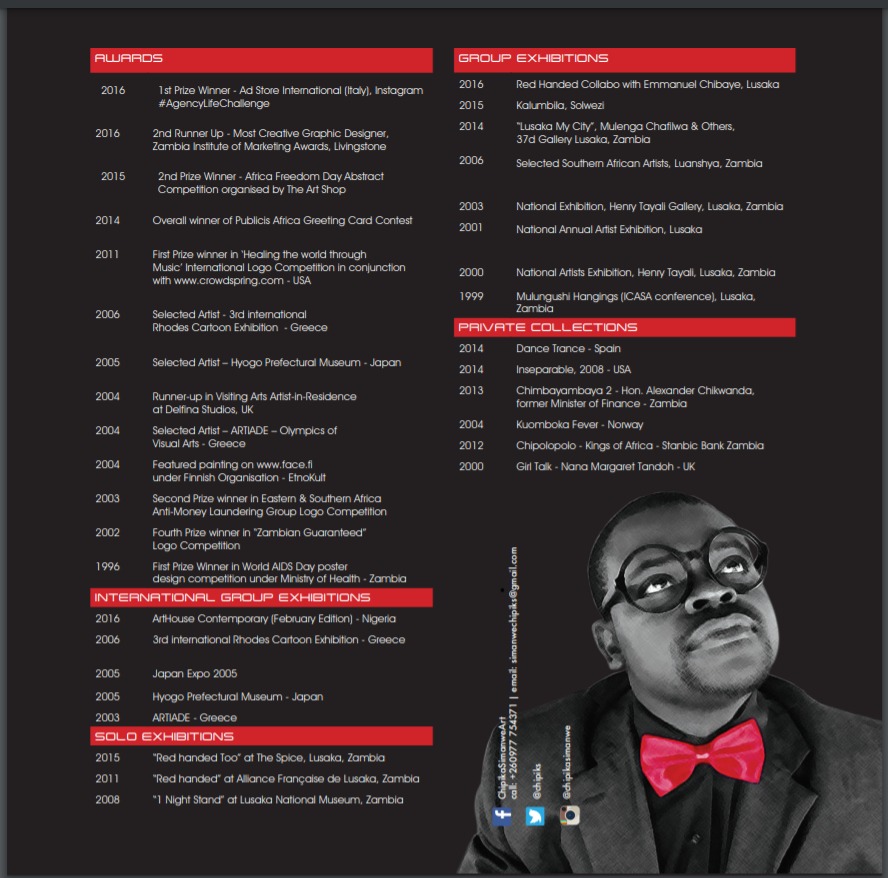 AWARDS
2016 1st Prize Winner - Ad Store International (Italy), Instagram
#AgencyLifeChallenge
2016 2nd Runner Up - Most Creative Graphic Designer,
Zambia Institute of Marketing Awards, Livingstone
2015 2nd Prize Winner - Africa Freedom Day Abstract
Competition organised by The Art Shop
2014 Overall winner of Publicis Africa Greeting Card Contest
2011 First Prize winner in ‘Healing the world through
Music’ International Logo Competition in conjunction
with www.crowdspring.com - USA
2006 Selected Artist - 3rd international
Rhodes Cartoon Exhibition - Greece
2005 Selected Artist – Hyogo Prefectural Museum - Japan
2004 Runner-up in Visiting Arts Artist-in-Residence
at Delfina Studios, UK
2004 Selected Artist – ARTIADE – Olympics of
Visual Arts - Greece
2004 Featured painting on www.face.fi
under Finnish Organisation - EtnoKult
2003 Second Prize winner in Eastern & Southern Africa
Anti-Money Laundering Group Logo Competition
2002 Fourth Prize winner in “Zambian Guaranteed”
Logo Competition
1996 First Prize Winner in World AIDS Day poster
design competition under Ministry of Health - Zambia
INTERNATIONAL GROUP EXHIBITIONS
2016 ArtHouse Contemporary (February Edition) - Nigeria
2006 3rd international Rhodes Cartoon Exhibition - Greece
2005 Japan Expo 2005
2005 Hyogo Prefectural Museum - Japan
2003 ARTIADE - Greece
SOLO EXHIBITIONS
2015 “Red handed Too” at The Spice, Lusaka, Zambia
2011 “Red handed” at Alliance Française de Lusaka, Zambia
2008 “1 Night Stand” at Lusaka National Museum, Zambia
GROUP EXHIBITIONS
2016 Red Handed Collabo with Emmanuel Chibaye, Lusaka
2015 Kalumbila, Solwezi
2014 “Lusaka My City”, Mulenga Chafilwa & Others,
37d Gallery Lusaka, Zambia
2006 Selected Southern African Artists, Luanshya, Zambia
2003 National Exhibition, Henry Tayali Gallery, Lusaka, Zambia
2001 National Annual Artist Exhibition, Lusaka
2000 National Artists Exhibition, Henry Tayali, Lusaka, Zambia
1999 Mulungushi Hangings (ICASA conference), Lusaka,
Zambia
PRIVATE COLLECTIONS
2014 Dance Trance - Spain
2014 Inseparable, 2008 - USA
2013 Chimbayambaya 2 - Hon. Alexander Chikwanda,
former Minister of Finance - Zambia
2004 Kuomboka Fever - Norway
2012 Chipolopolo - Kings of Africa - Stanbic Bank Zambia
2000 Girl Talk - Nana Margaret Tandoh - UK
ChipikaSimanweArt
call: +260977 754371 | email: simanwechipiks@gmail.com
@chipiks
@chipikasimanwe